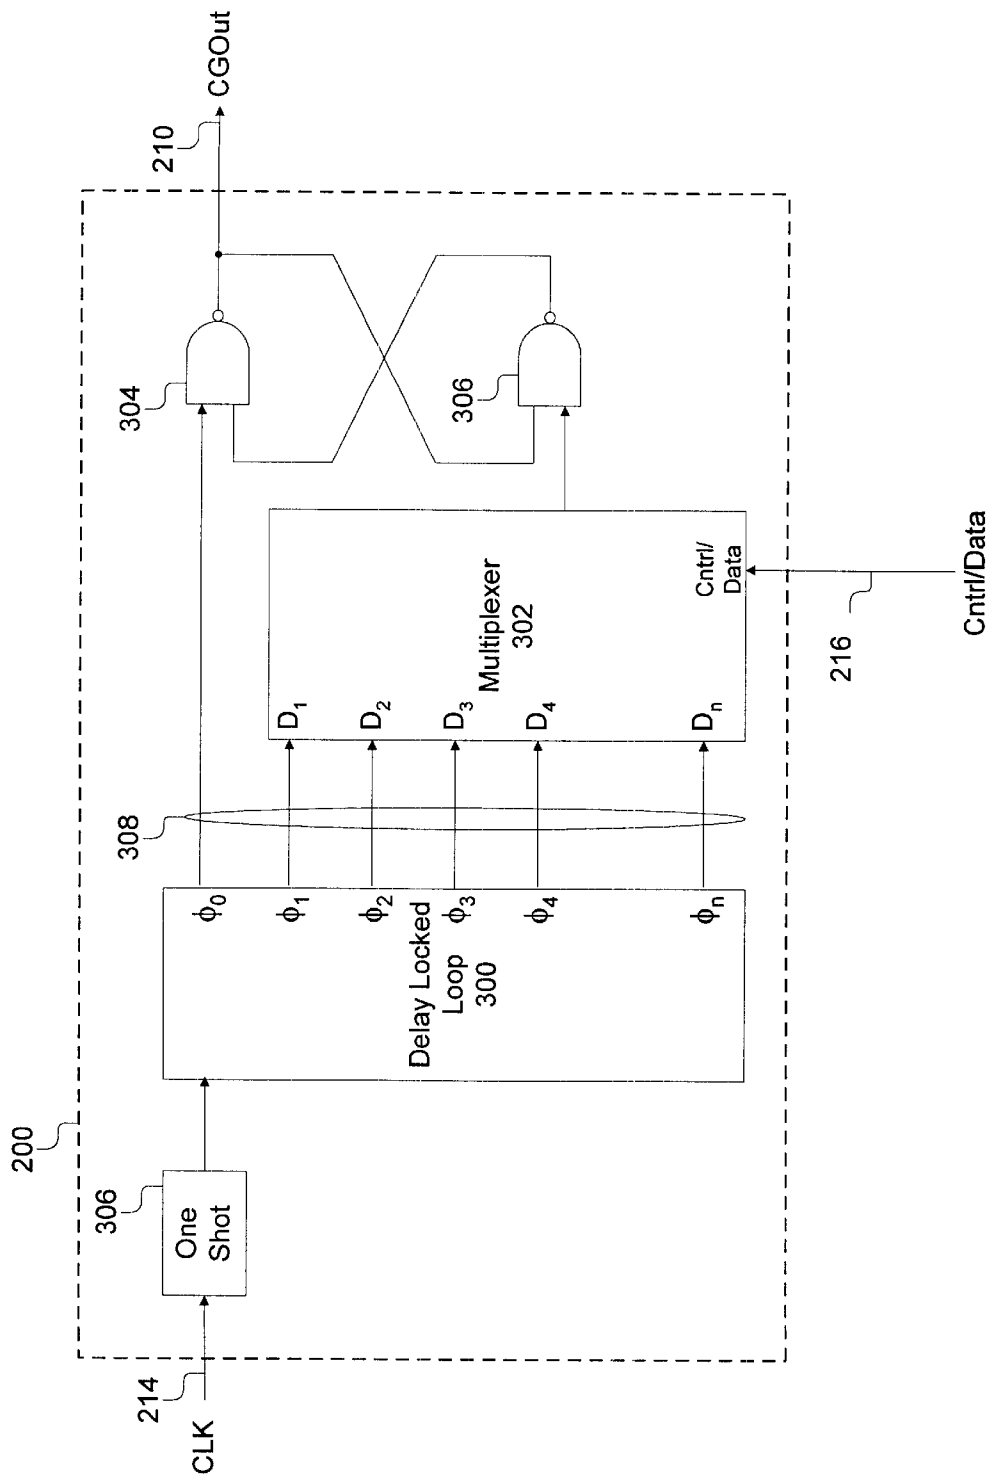 200
CLK
214
306
One
Shot
Delay Locked
Loop
300
ϕ0
ϕ1
ϕ2
ϕ3
ϕ4
ϕn
308
D1
D2
D3
D4
Dn
Multiplexer
302
Cntrl/
Data
216
Cntrl/Data
304
306
210
CGOut